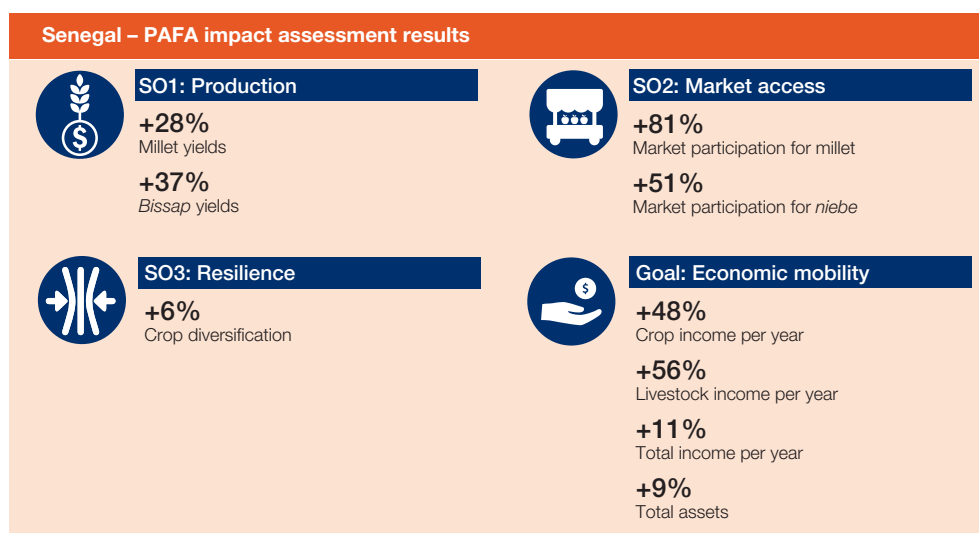 Senegal – PAFA impact assessment results
SO1: Production
+28%
Millet yields
+37%
Bissap yields
SO2: Market access
+81%
Market participation for millet
+51%
Market participation for niebe
SO3: Resilience
+6%
Crop diversification
Goal: Economic mobility
+48%
Crop income per year
+56%
Livestock income per year
+11%
Total income per year
+9%
Total assets
$
$